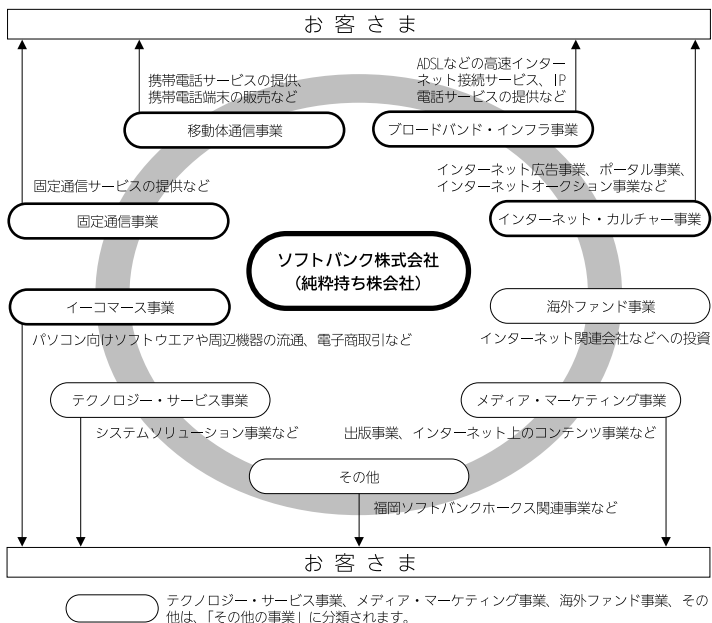 お客さま
携帯電話サービスの提供、
携帯電話端末の販売など
移動体通信事業
ADSLなどの高速インター
ネット接続サービス、IP
電話サービスの提供など
ブロードバンド・インフラ事業
固定通信サービスの提供など
固定通信事業
インターネット広告事業、ポータル事業、
インターネットオークション事業など
インターネット・カルチャー事業
ソフトバンク株式会社
（純粋持ち株会社）
イーコマース事業
パソコン向けソフトウエアや周辺機器の流通、電子商取引など
海外ファンド事業
インターネット関連会社などへの投資
テクノロジー・サービス事業
システムソリューション事業など
メディア・マーケティング事業
出版事業、インターネット上のコンテンツ事業など
その他
福岡ソフトバンクホークス関連事業など
お客さま
テクノロジー・サービス事業、メディア・マーケティング事業、海外ファンド事業、その
他は、「その他の事業」に分類されます。